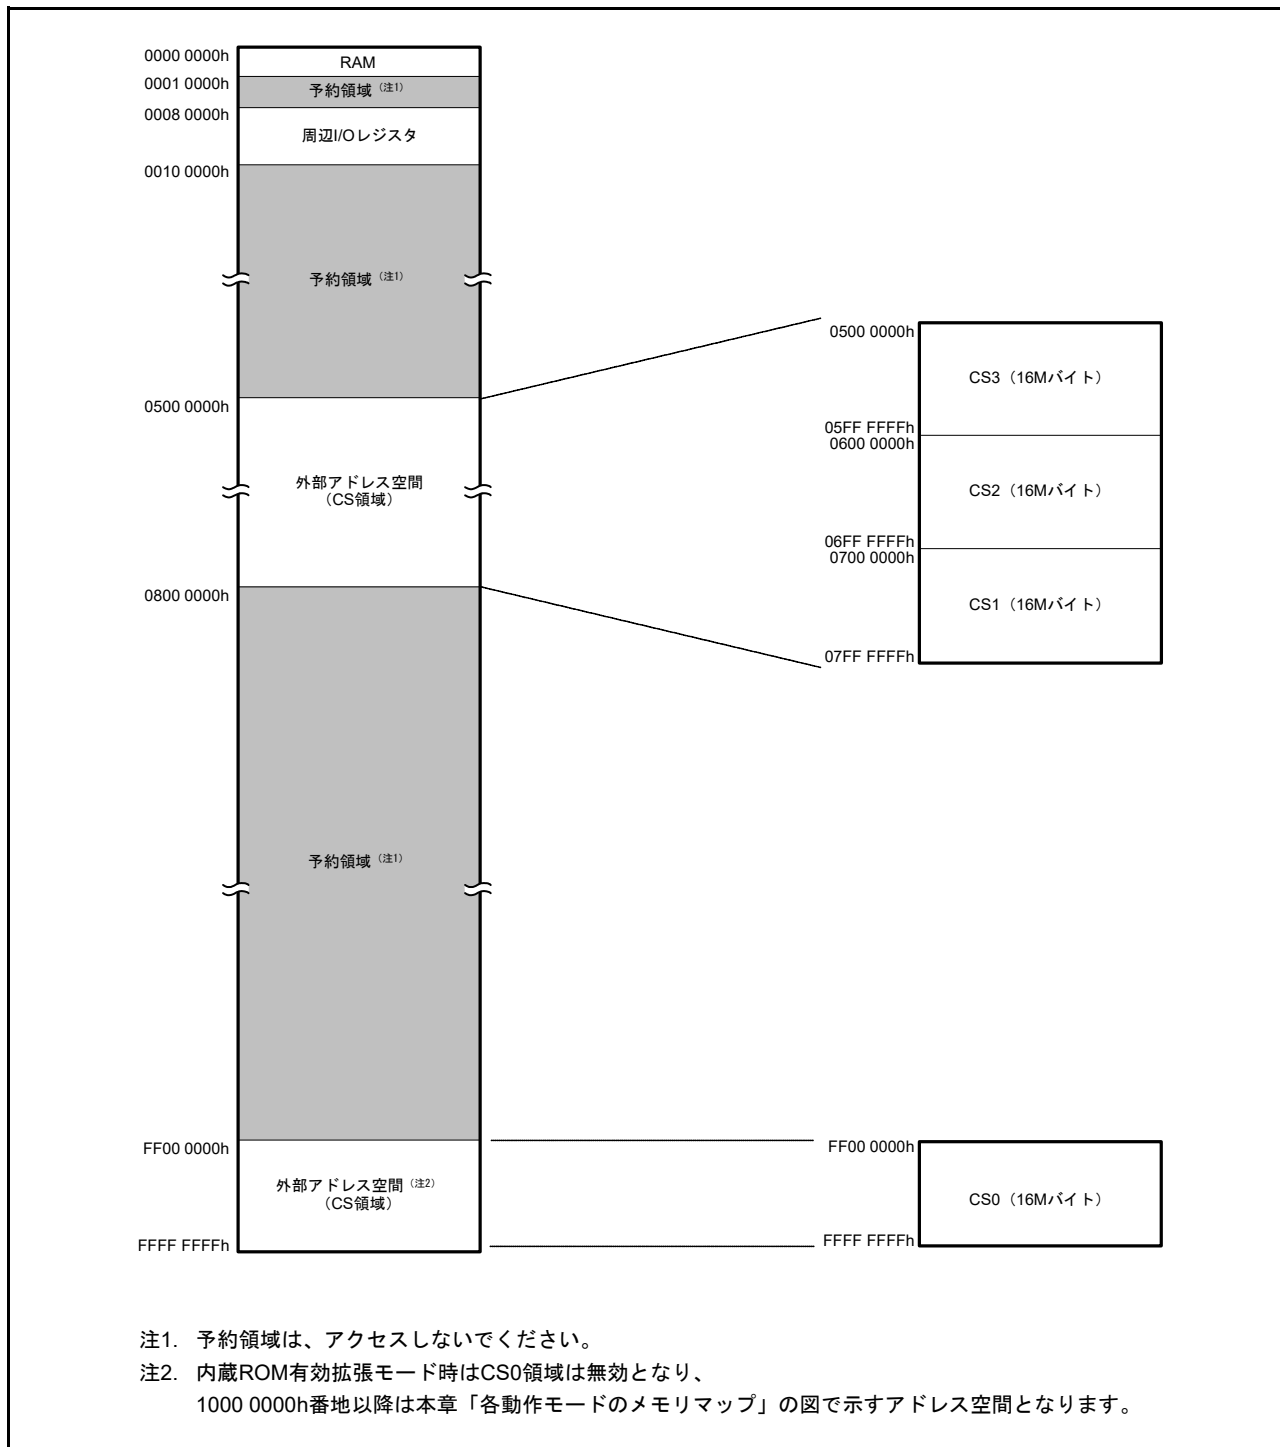 0000 0000h
RAM
0001 0000h
予約領域（注1）
0008 0000h
周辺I/Oレジスタ
0010 0000h
予約領域（注1）
0500 0000h
外部アドレス空間
（CS領域）
0800 0000h
予約領域（注1）
FF00 0000h
外部アドレス空間（注2）
（CS領域）
FFFF FFFFh
0500 0000h
CS3（16Mバイト）
05FF FFFFh
0600 0000h
CS2（16Mバイト）
06FF FFFFh
0700 0000h
CS1（16Mバイト）
07FF FFFFh
FF00 0000h
CS0（16Mバイト）
FFFF FFFFh
注1. 予約領域は、アクセスしないでください。
注2. 内蔵ROM有効拡張モード時はCS0領域は無効となり、
1000 0000h番地以降は本章「各動作モードのメモリマップ」の図で示すアドレス空間となります。